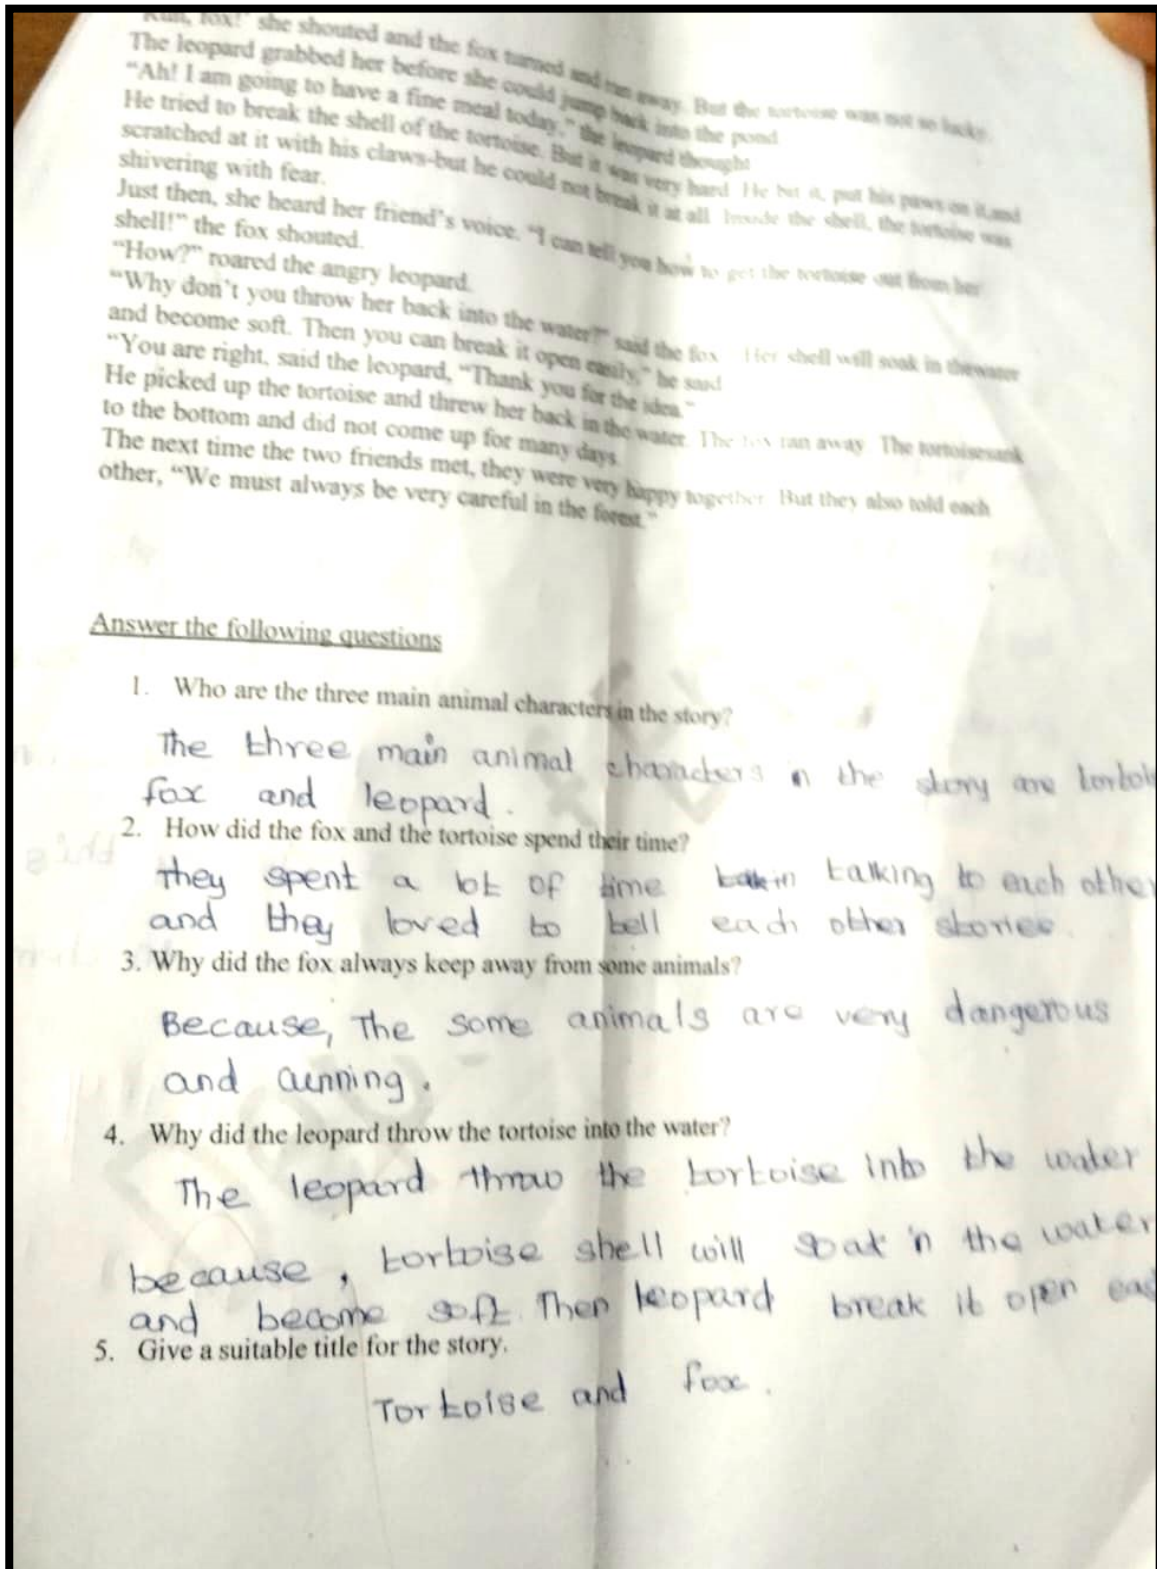 "Run, fox!" she shouted and the fox turned and ran away. But the tortoise was not so lucky.
The leopard grabbed her before she could jump back into the pond
"Ah! I am going to have a fine meal today," the leopard thought
He tried to break the shell of the tortoise. But it was very hard. He bit it, put his paws on it,and
scratched at it with his claws-but he could not break it at all. Inside the shell, the tortoise was
shivering with fear.
Just then, she heard her friend's voice. "I can tell you how to get the tortoise out from her
shell!" the fox shouted.
"How?" roared the angry leopard.
"Why don't you throw her back into the water?" said the fox. Her shell will soak in thewater
and become soft. Then you can break it open easily," he said
"You are right, said the leopard, "Thank you for the idea."
He picked up the tortoise and threw her back in the water. The fox ran away. The tortoisesank
to the bottom and did not come up for many days.
The next time the two friends met, they were very happy together. But they also told each
other, "We must always be very careful in the forest."
Answer the following questions
1. Who are the three main animal characters in the story?
The three main animal characters in the story are tortois
fox and leopard.
2. How did the fox and the tortoise spend their time?
They spent a lot of time talking to each other
and they loved to tell each other stories.
3. Why did the fox always keep away from some animals?
Because, The some animals are very dangerous
and cunning.
4. Why did the leopard throw the tortoise into the water?
The leopard throw the tortoise into the water
because, tortoise shell will soak in the water
and become soft. Then leopard break it open eas
5. Give a suitable title for the story.
Tortoise and fox.